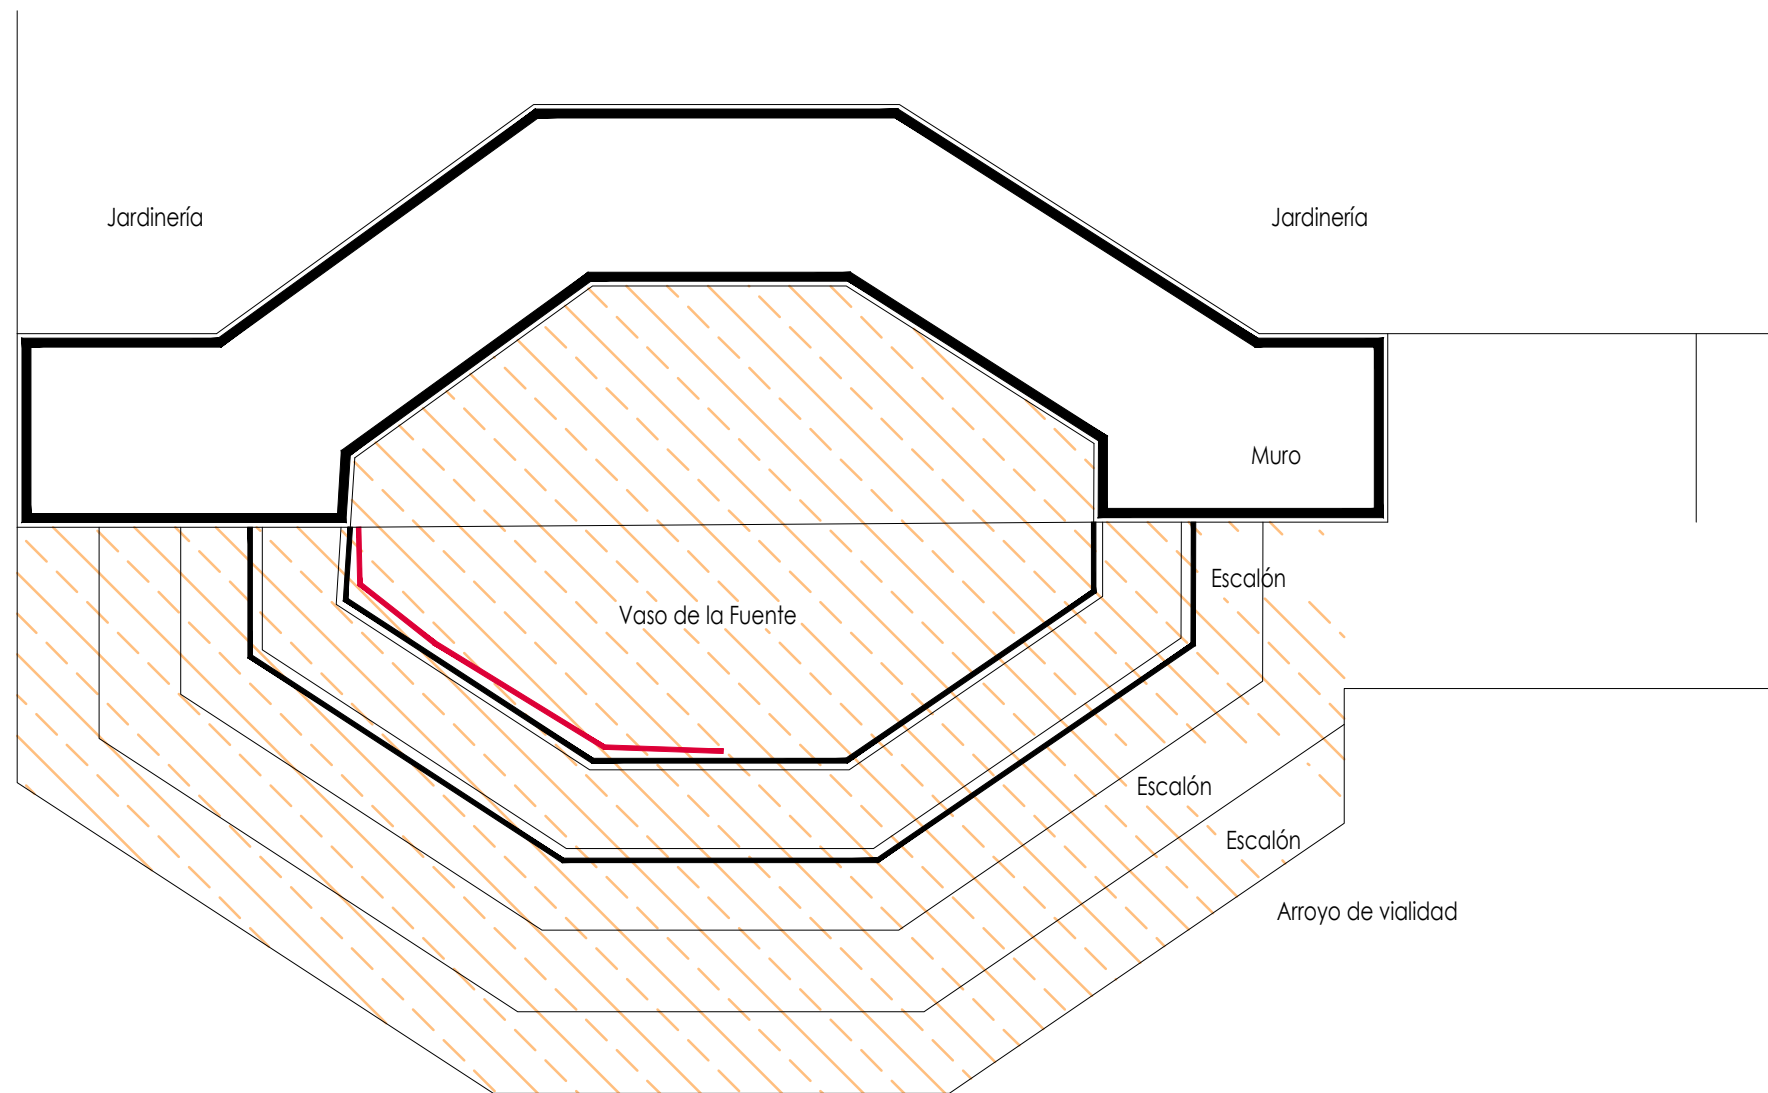 Jardinería
Jardinería
Muro
Escalón
Vaso de la Fuente
Escalón
Escalón
Arroyo de vialidad